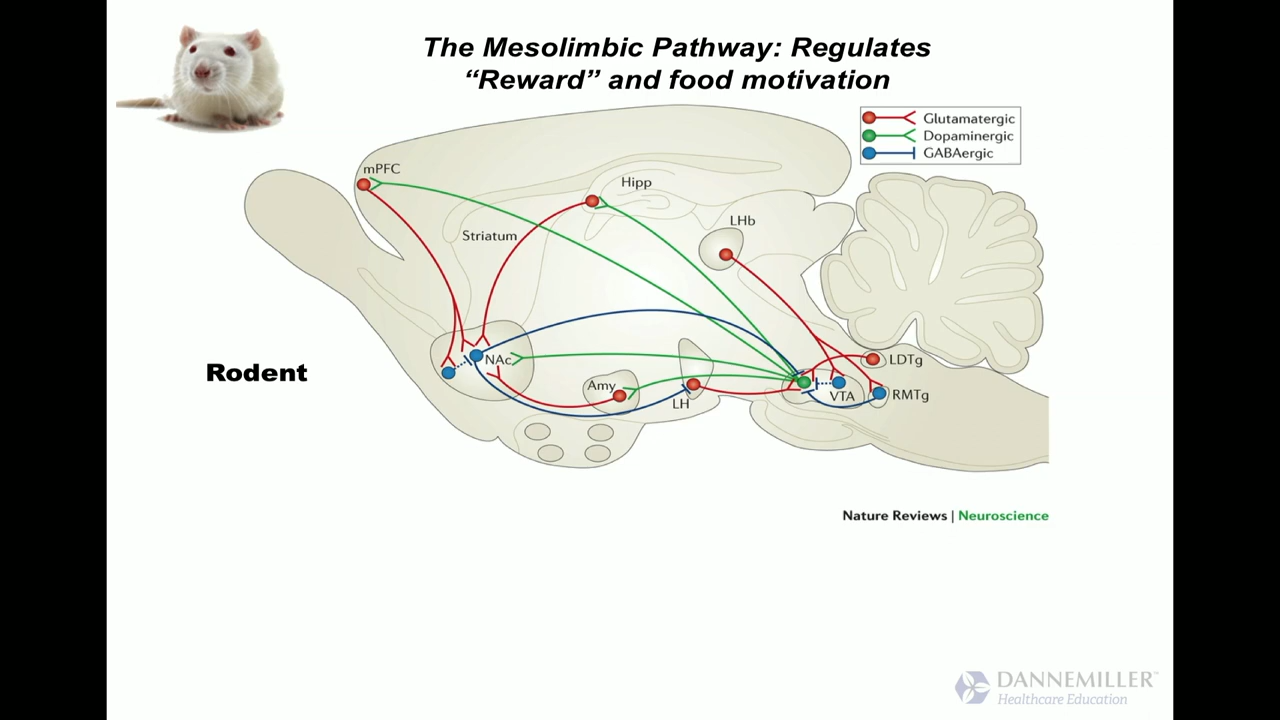 The Mesolimbic Pathway: Regulates
“Reward” and food motivation
Glutamatergic
Dopaminergic
GABAergic
mPFC
Hipp
LHb
Striatum
NAc
Amy
LH
VTA
LDTg
RMTg
Rodent
Nature Reviews | Neuroscience
DANNEMILLER™
Healthcare Education